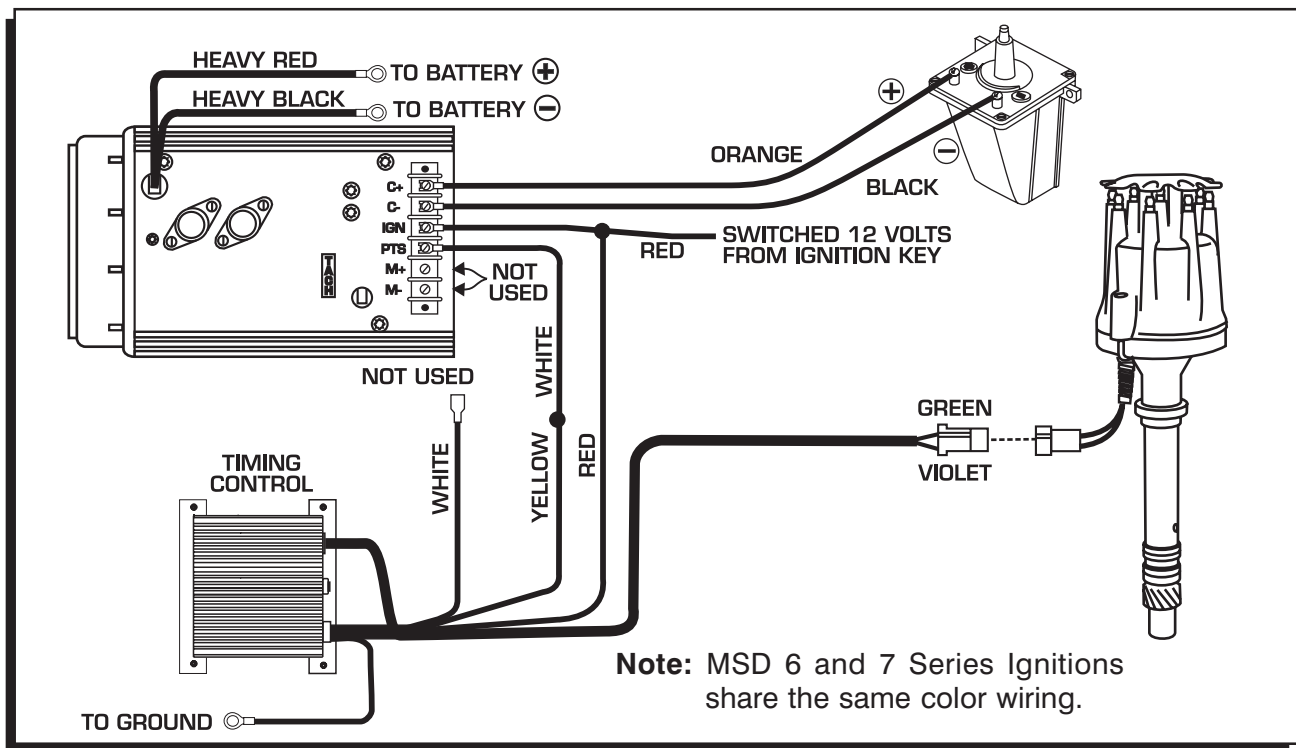 HEAVY RED
TO BATTERY +
HEAVY BLACK
TO BATTERY −
C+
C-
IGN
PTS
M+
M-
TACH
NOT
USED
ORANGE
+
BLACK
−
RED
SWITCHED 12 VOLTS
FROM IGNITION KEY
NOT USED
WHITE
WHITE
YELLOW
RED
GREEN
VIOLET
TIMING
CONTROL
TO GROUND
Note: MSD 6 and 7 Series Ignitions
share the same color wiring.